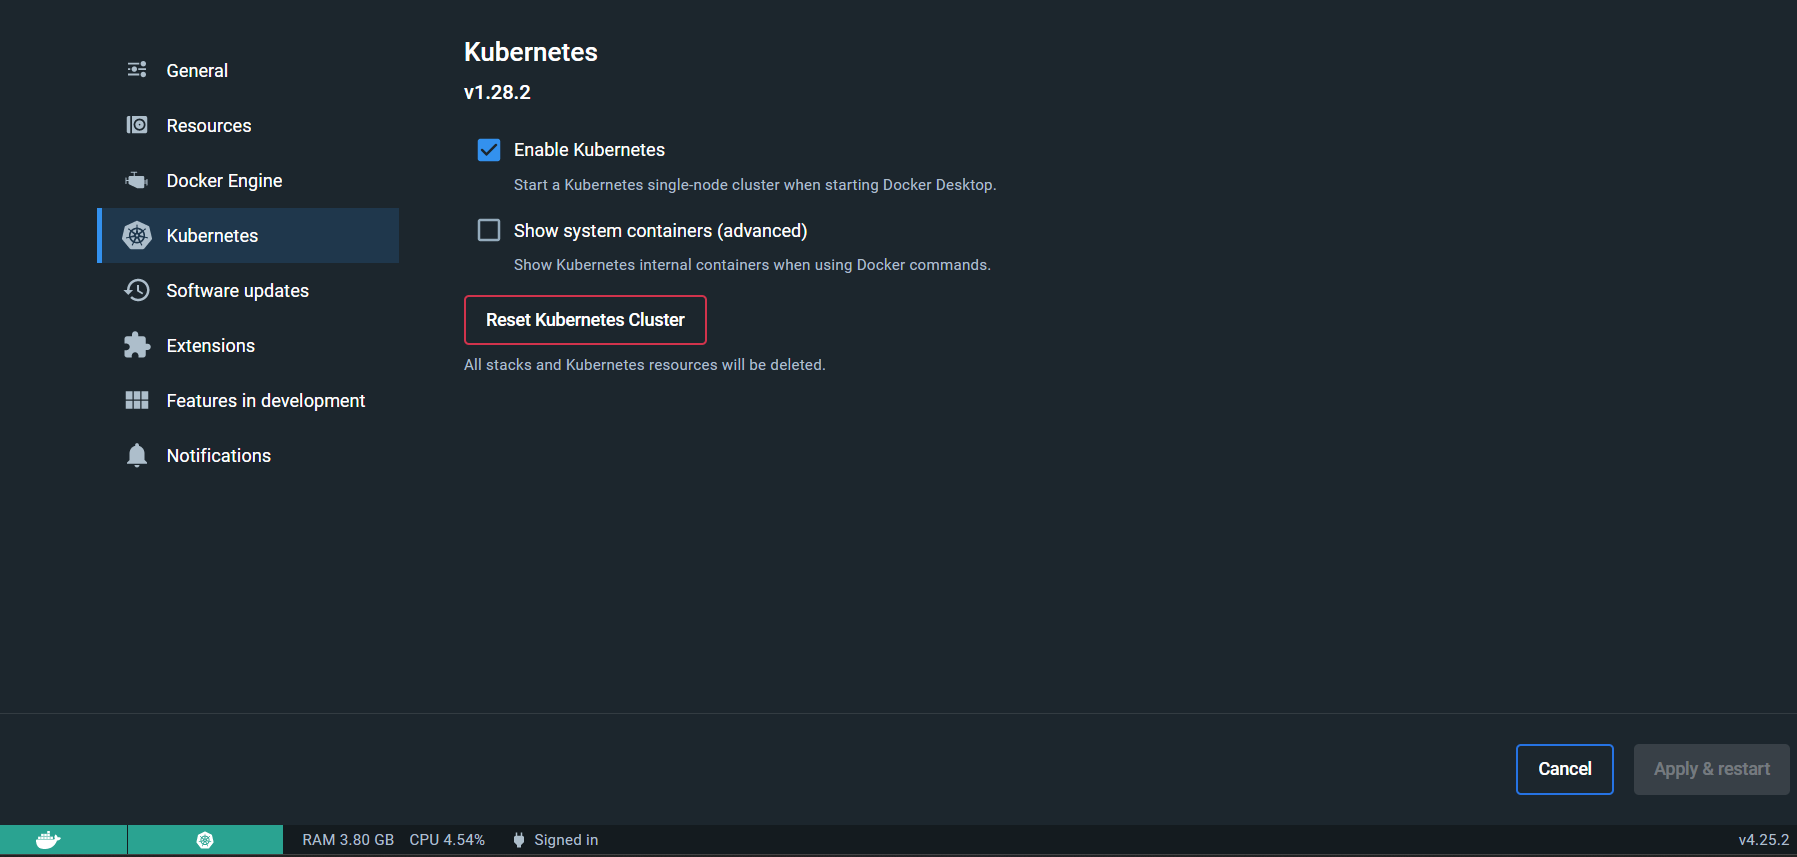 General
Resources
Docker Engine
Kubernetes
Software updates
Extensions
Features in development
Notifications
Kubernetes
v1.28.2
Enable Kubernetes
Start a Kubernetes single-node cluster when starting Docker Desktop.
Show system containers (advanced)
Show Kubernetes internal containers when using Docker commands.
Reset Kubernetes Cluster
All stacks and Kubernetes resources will be deleted.
Cancel
Apply & restart
RAM 3.80 GB CPU 4.54% Signed in
v4.25.2